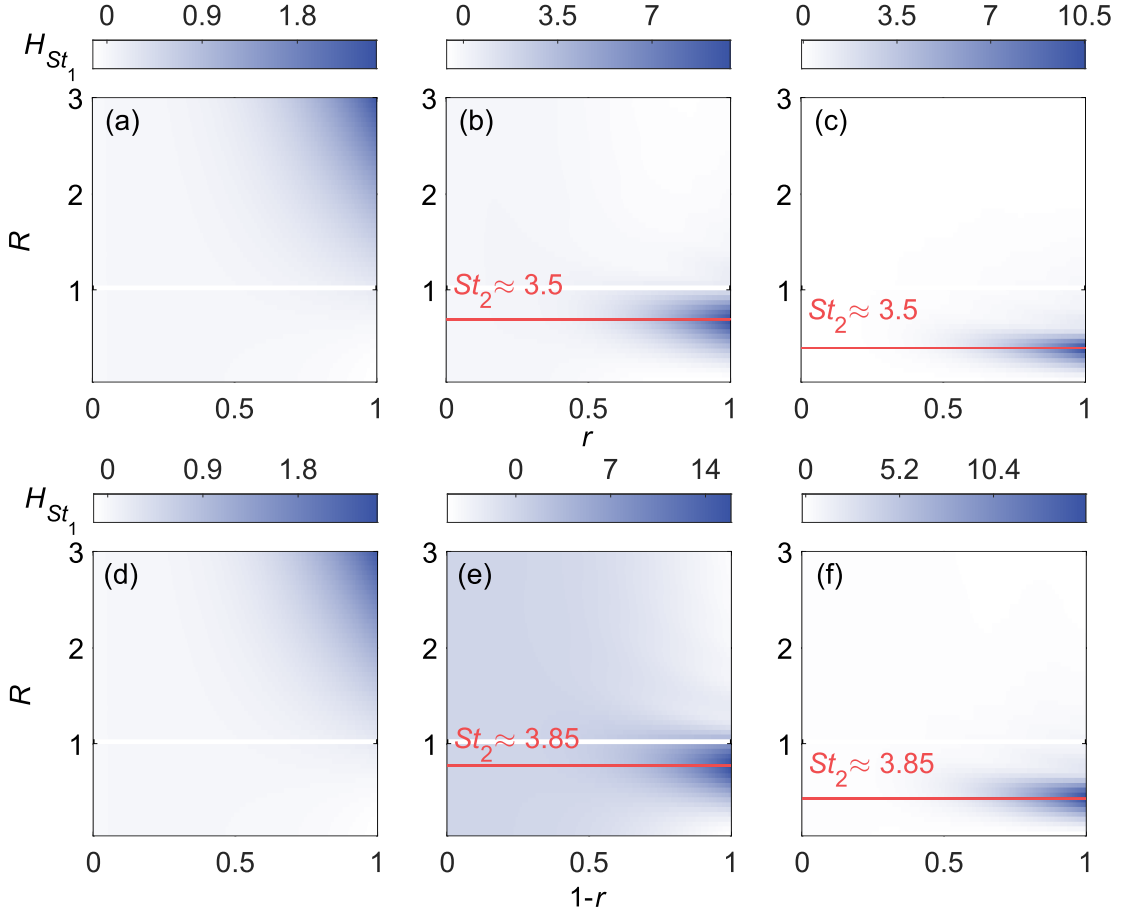 0 0.9 1.8 0 3.5 7 0 3.5 7 10.5
H_{St_1}
3 (a) 3 (b) 3 (c)
2 2 2
R
1 1 St_2 ≈ 3.5 1 St_2 ≈ 3.5
0 0.5 1 0 0.5 1 0 0.5 1
r
0 0.9 1.8 0 7 14 0 5.2 10.4
H_{St_1}
3 (d) 3 (e) 3 (f)
2 2 2
R
1 1 St_2 ≈ 3.85 1 St_2 ≈ 3.85
0 0.5 1 0 0.5 1 0 0.5 1
1-r